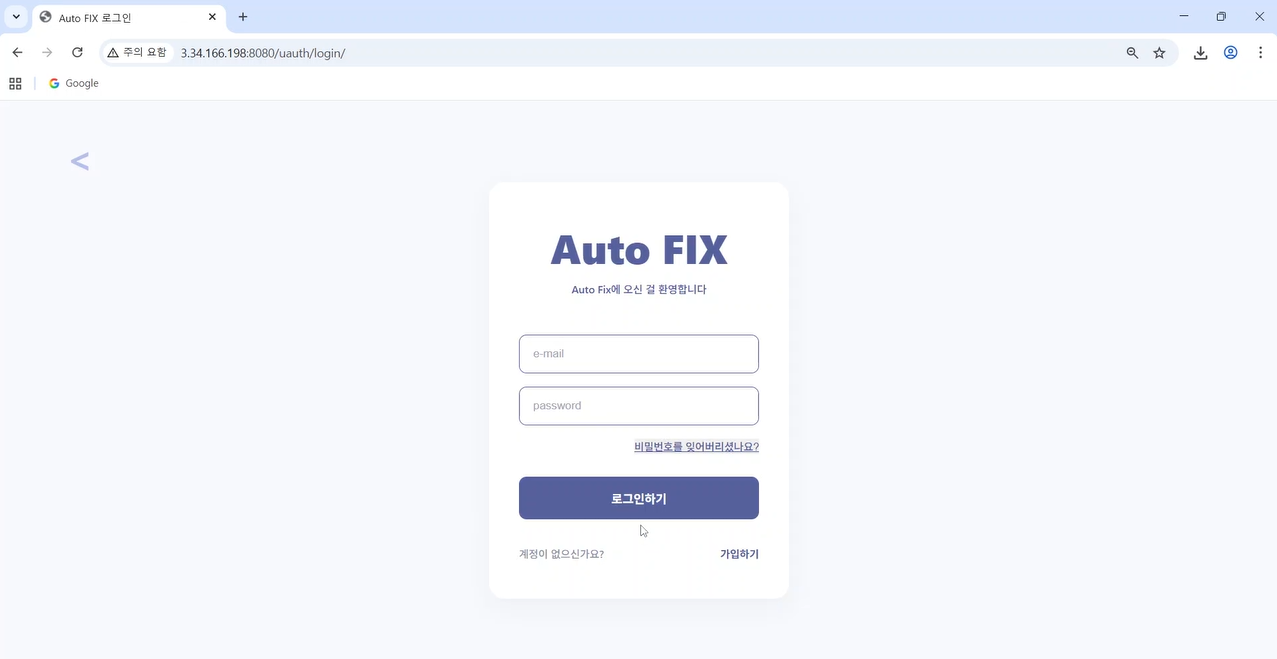 Auto FIX 로그인
주의 요함
3.34.166.198:8080/uauth/login/
Google
<
Auto FIX
Auto Fix에 오신 걸 환영합니다
e-mail
password
비밀번호를 잊어버리셨나요?
로그인하기
계정이 없으신가요? 가입하기